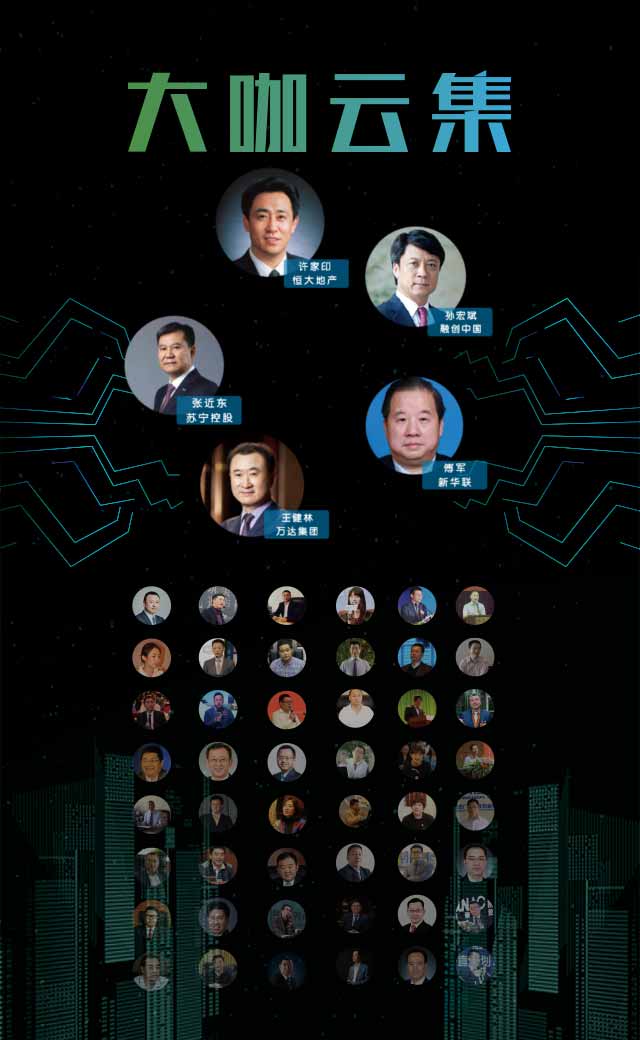 大咖云集
许家印
恒大地产
孙宏斌
融创中国
张近东
苏宁控股
傅军
新华联
王健林
万达集团